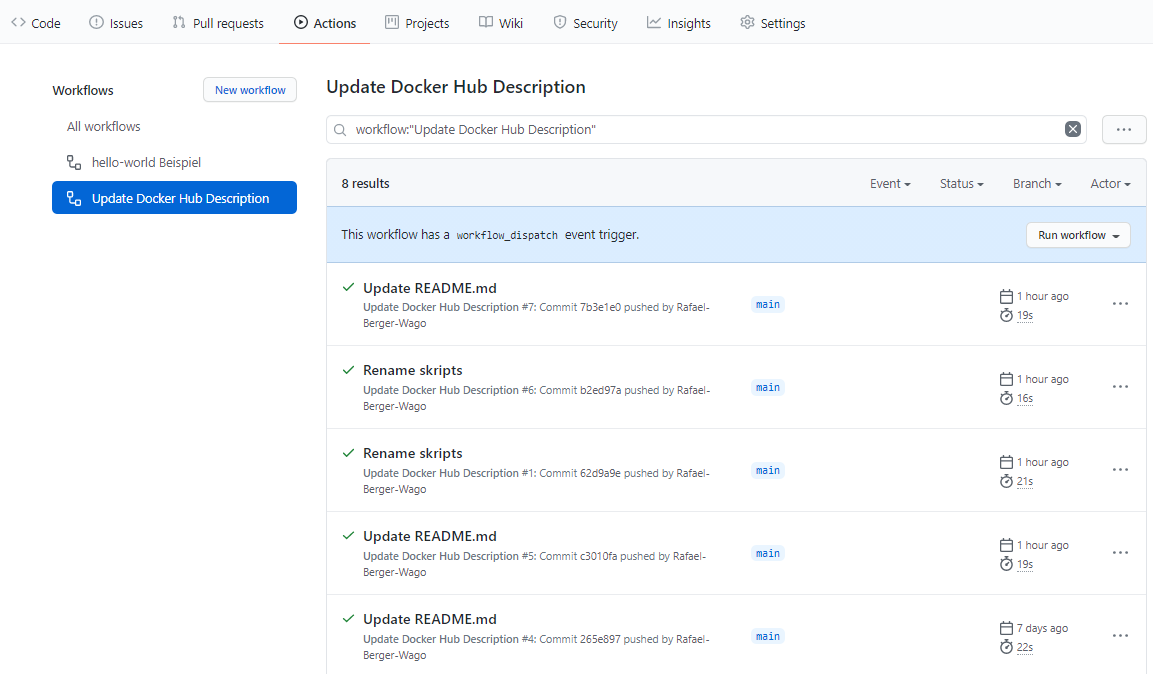 Code Issues Pull requests Actions Projects Wiki Security Insights Settings
Workflows
New workflow
All workflows
hello-world Beispiel
Update Docker Hub Description
Update Docker Hub Description
workflow:"Update Docker Hub Description"
8 results Event Status Branch Actor
This workflow has a workflow_dispatch event trigger. Run workflow
Update README.md
Update Docker Hub Description #7: Commit 7b3e1e0 pushed by Rafael-
Berger-Wago
main
1 hour ago
19s
Rename skripts
Update Docker Hub Description #6: Commit b2ed97a pushed by Rafael-
Berger-Wago
main
1 hour ago
16s
Rename skripts
Update Docker Hub Description #1: Commit 62d9a9e pushed by Rafael-
Berger-Wago
main
1 hour ago
21s
Update README.md
Update Docker Hub Description #5: Commit c3010fa pushed by Rafael-
Berger-Wago
main
1 hour ago
19s
Update README.md
Update Docker Hub Description #4: Commit 265e897 pushed by Rafael-
Berger-Wago
main
7 days ago
22s